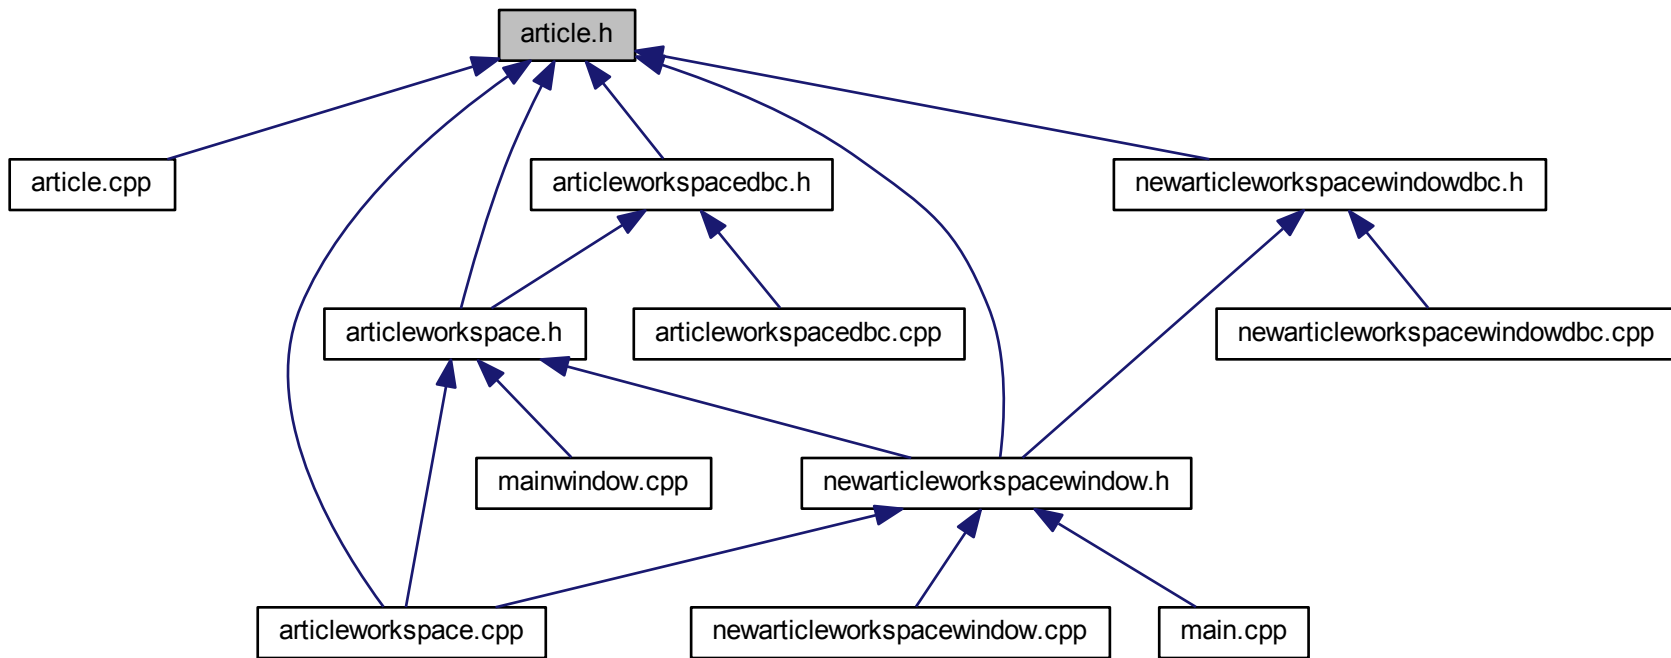 article.h
article.cpp
articleworkspacedbc.h
newarticleworkspacewindowdbc.h
articleworkspace.h
articleworkspacedbc.cpp
newarticleworkspacewindowdbc.cpp
mainwindow.cpp
newarticleworkspacewindow.h
articleworkspace.cpp
newarticleworkspacewindow.cpp
main.cpp